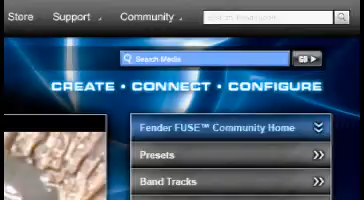 Store Support Community
Search Media GO
CREATE • CONNECT • CONFIGURE
Fender FUSE™ Community Home
Presets
Band Tracks